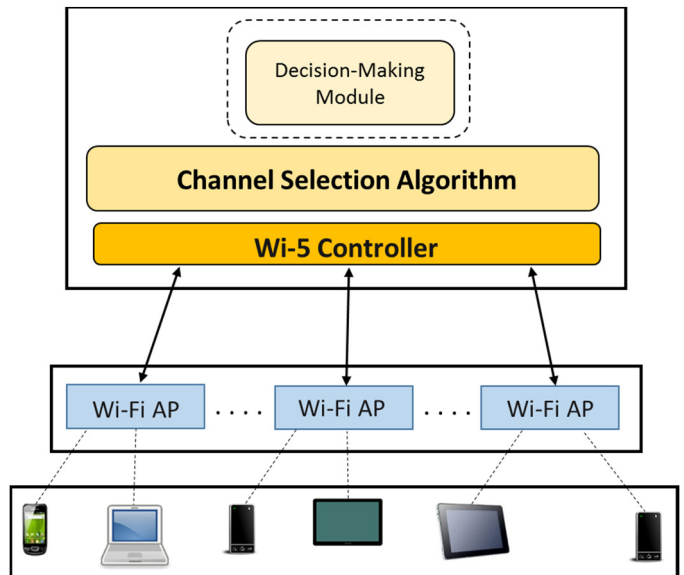 Decision-Making
Module
Channel Selection Algorithm
Wi-5 Controller
Wi-Fi AP . . . . Wi-Fi AP . . . . Wi-Fi AP